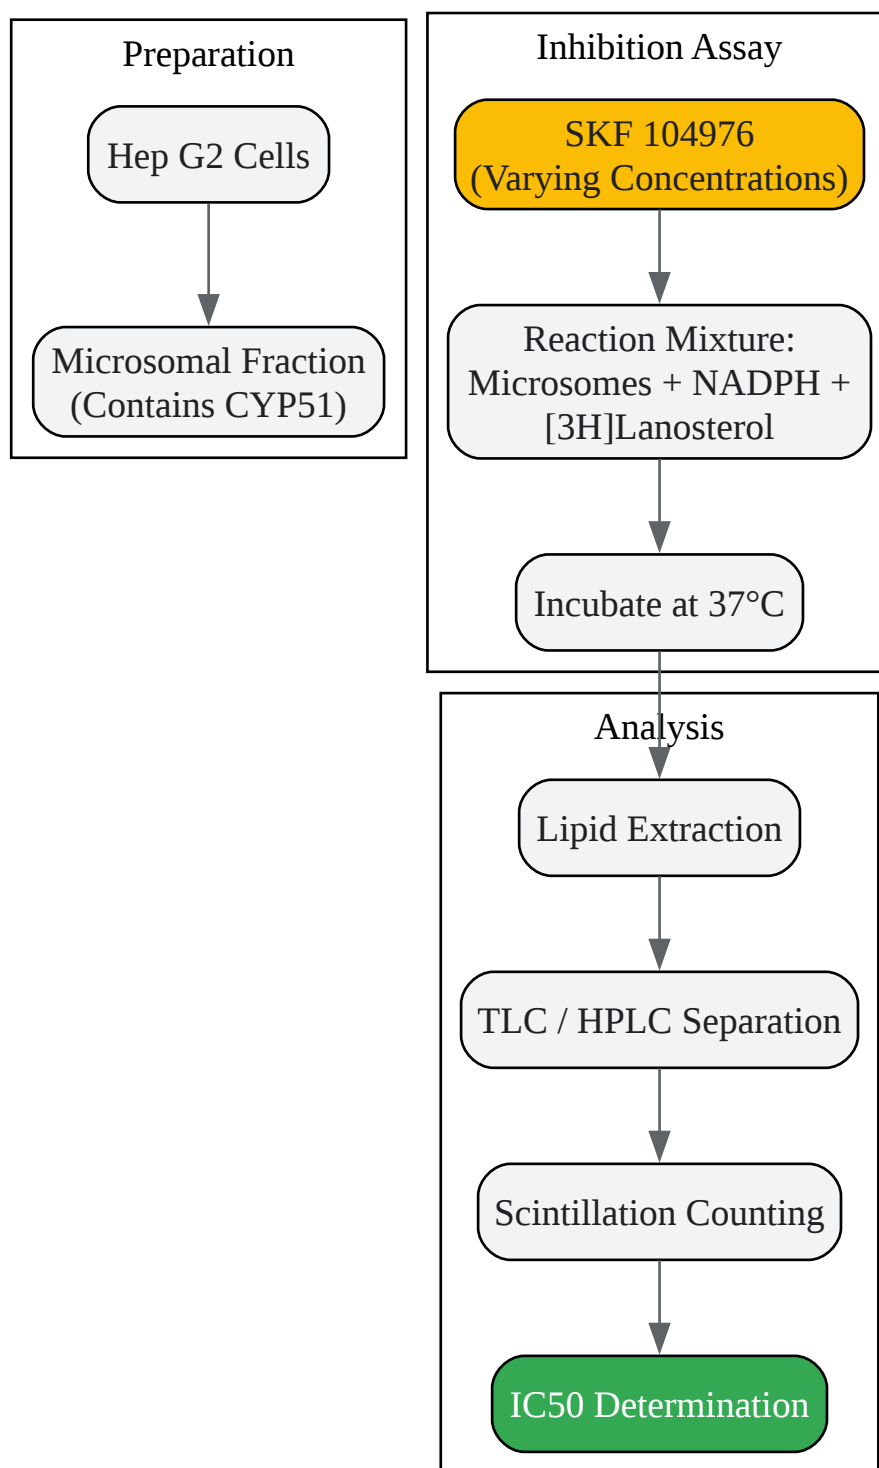 Preparation
Hep G2 Cells
Microsomal Fraction
(Contains CYP51)
Inhibition Assay
SKF 104976
(Varying Concentrations)
Reaction Mixture:
Microsomes + NADPH +
[3H]Lanosterol
Incubate at 37°C
Analysis
Lipid Extraction
TLC / HPLC Separation
Scintillation Counting
IC50 Determination